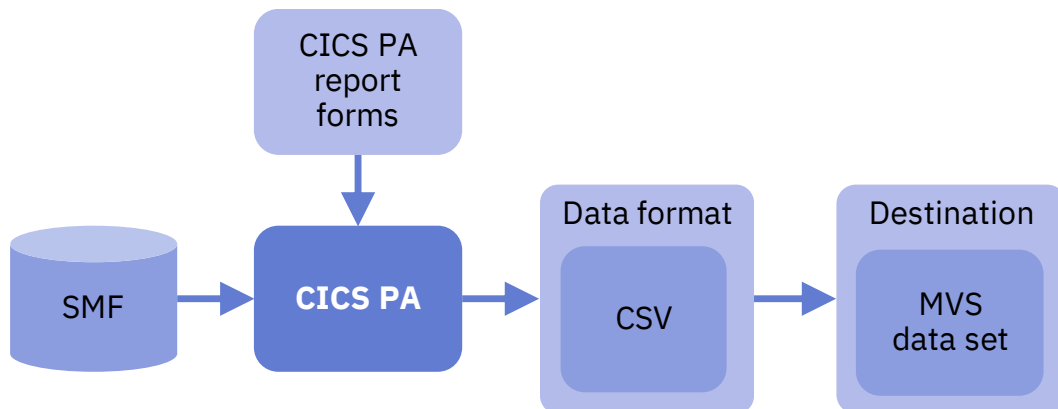 CICS PA
report
forms
SMF
CICS PA
Data format
CSV
Destination
MVS
data set